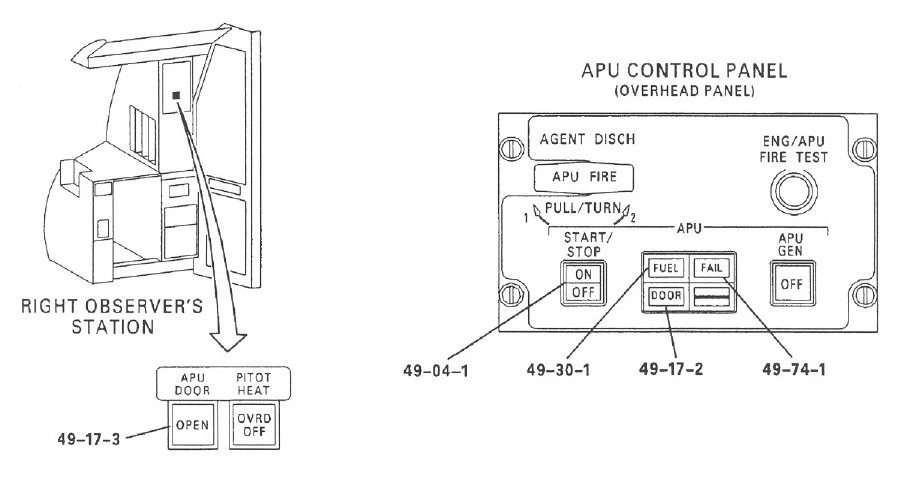 APU CONTROL PANEL
(OVERHEAD PANEL)
AGENT DISCH
ENG/APU
FIRE TEST
APU FIRE
PULL/TURN
1
2
APU
START/
STOP
ON
OFF
FUEL
FAIL
DOOR
APU
GEN
OFF
49-04-1
49-30-1
49-17-2
49-74-1
RIGHT OBSERVER'S
STATION
APU
DOOR
PITOT
HEAT
OPEN
OVRD
OFF
49-17-3